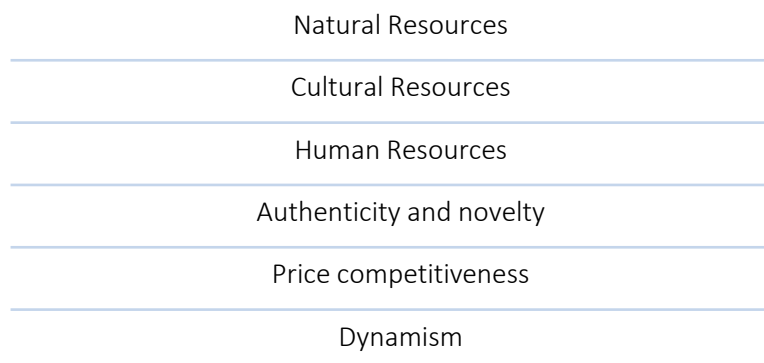 Natural Resources
Cultural Resources
Human Resources
Authenticity and novelty
Price competitiveness
Dynamism